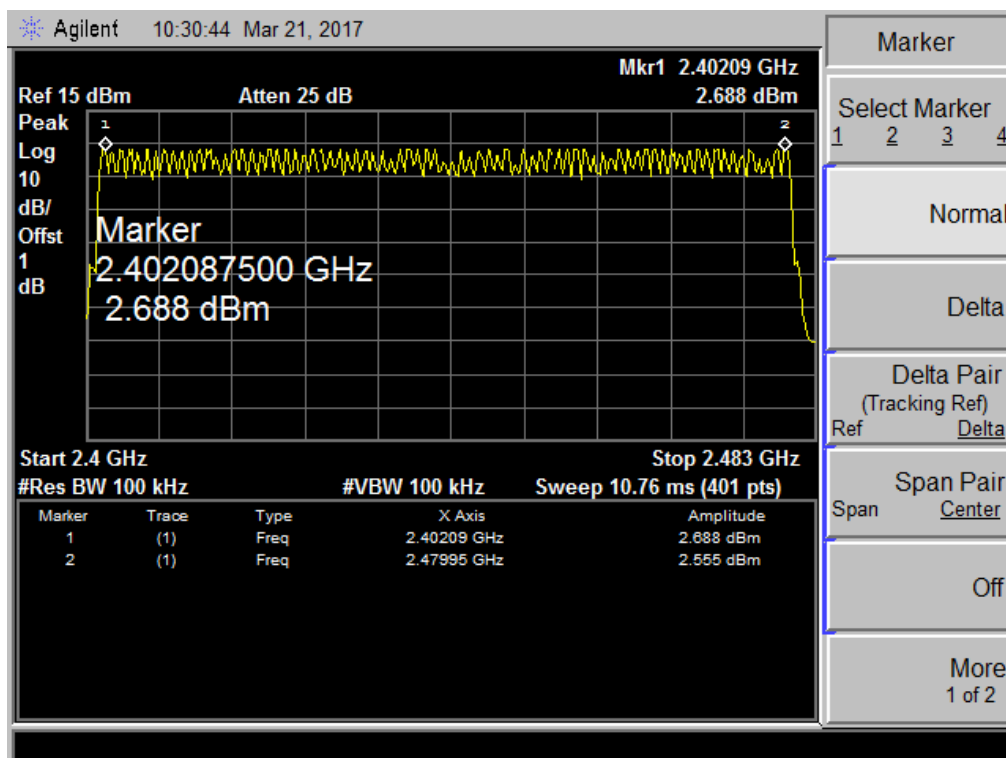 Agilent 10:30:44 Mar 21, 2017
Mkr1 2.40209 GHz
Ref 15 dBm Atten 25 dB 2.688 dBm
Peak
Log
10
dB/
Offst
1
dB
1
2
Marker
2.402087500 GHz
2.688 dBm
Start 2.4 GHz Stop 2.483 GHz
#Res BW 100 kHz #VBW 100 kHz Sweep 10.76 ms (401 pts)
Marker Trace Type X Axis Amplitude
1 (1) Freq 2.40209 GHz 2.688 dBm
2 (1) Freq 2.47995 GHz 2.555 dBm
Marker
Select Marker
1 2 3 4
Normal
Delta
Delta Pair
(Tracking Ref)
Ref Delta
Span Pair
Span Center
Off
More
1 of 2